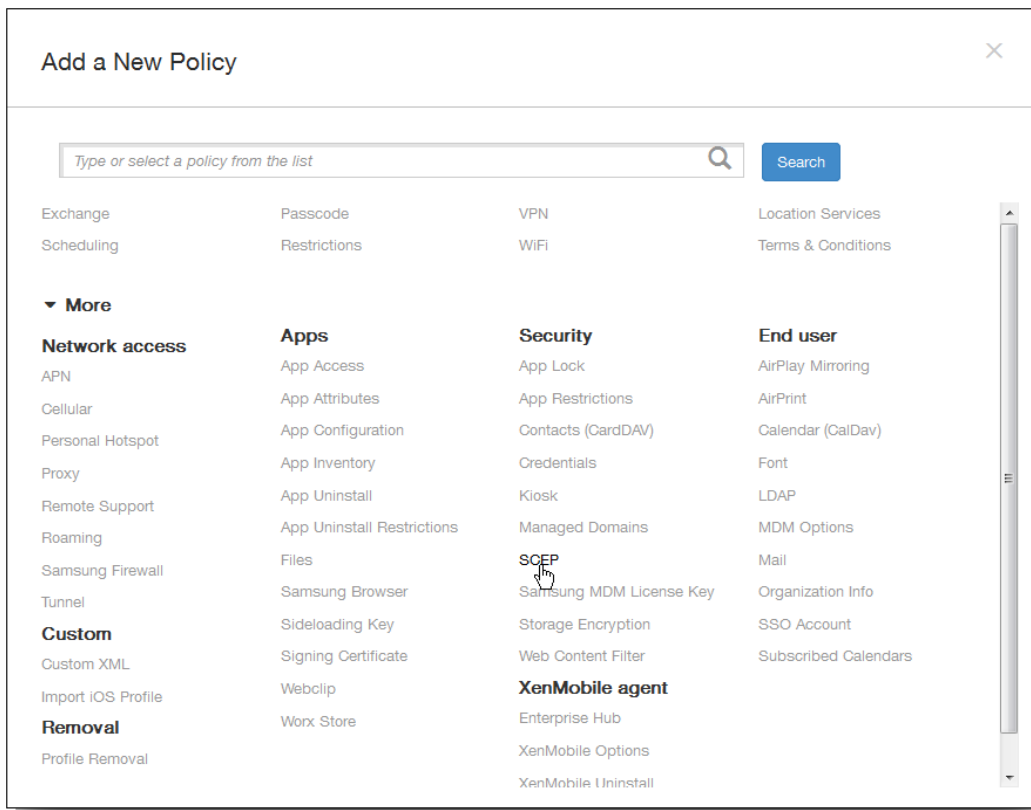 Add a New Policy
Type or select a policy from the list
Search
Exchange
Passcode
VPN
Location Services
Scheduling
Restrictions
WiFi
Terms & Conditions
More
Network access
APN
Cellular
Personal Hotspot
Proxy
Remote Support
Roaming
Samsung Firewall
Tunnel
Custom
Custom XML
Import iOS Profile
Removal
Profile Removal
Apps
App Access
App Attributes
App Configuration
App Inventory
App Uninstall
App Uninstall Restrictions
Files
Samsung Browser
Sideloading Key
Signing Certificate
Webclip
Worx Store
Security
App Lock
App Restrictions
Contacts (CardDAV)
Credentials
Kiosk
Managed Domains
SCEP
Samsung MDM License Key
Storage Encryption
Web Content Filter
XenMobile agent
Enterprise Hub
XenMobile Options
XenMobile Uninstall
End user
AirPlay Mirroring
AirPrint
Calendar (CalDav)
Font
LDAP
MDM Options
Mail
Organization Info
SSO Account
Subscribed Calendars